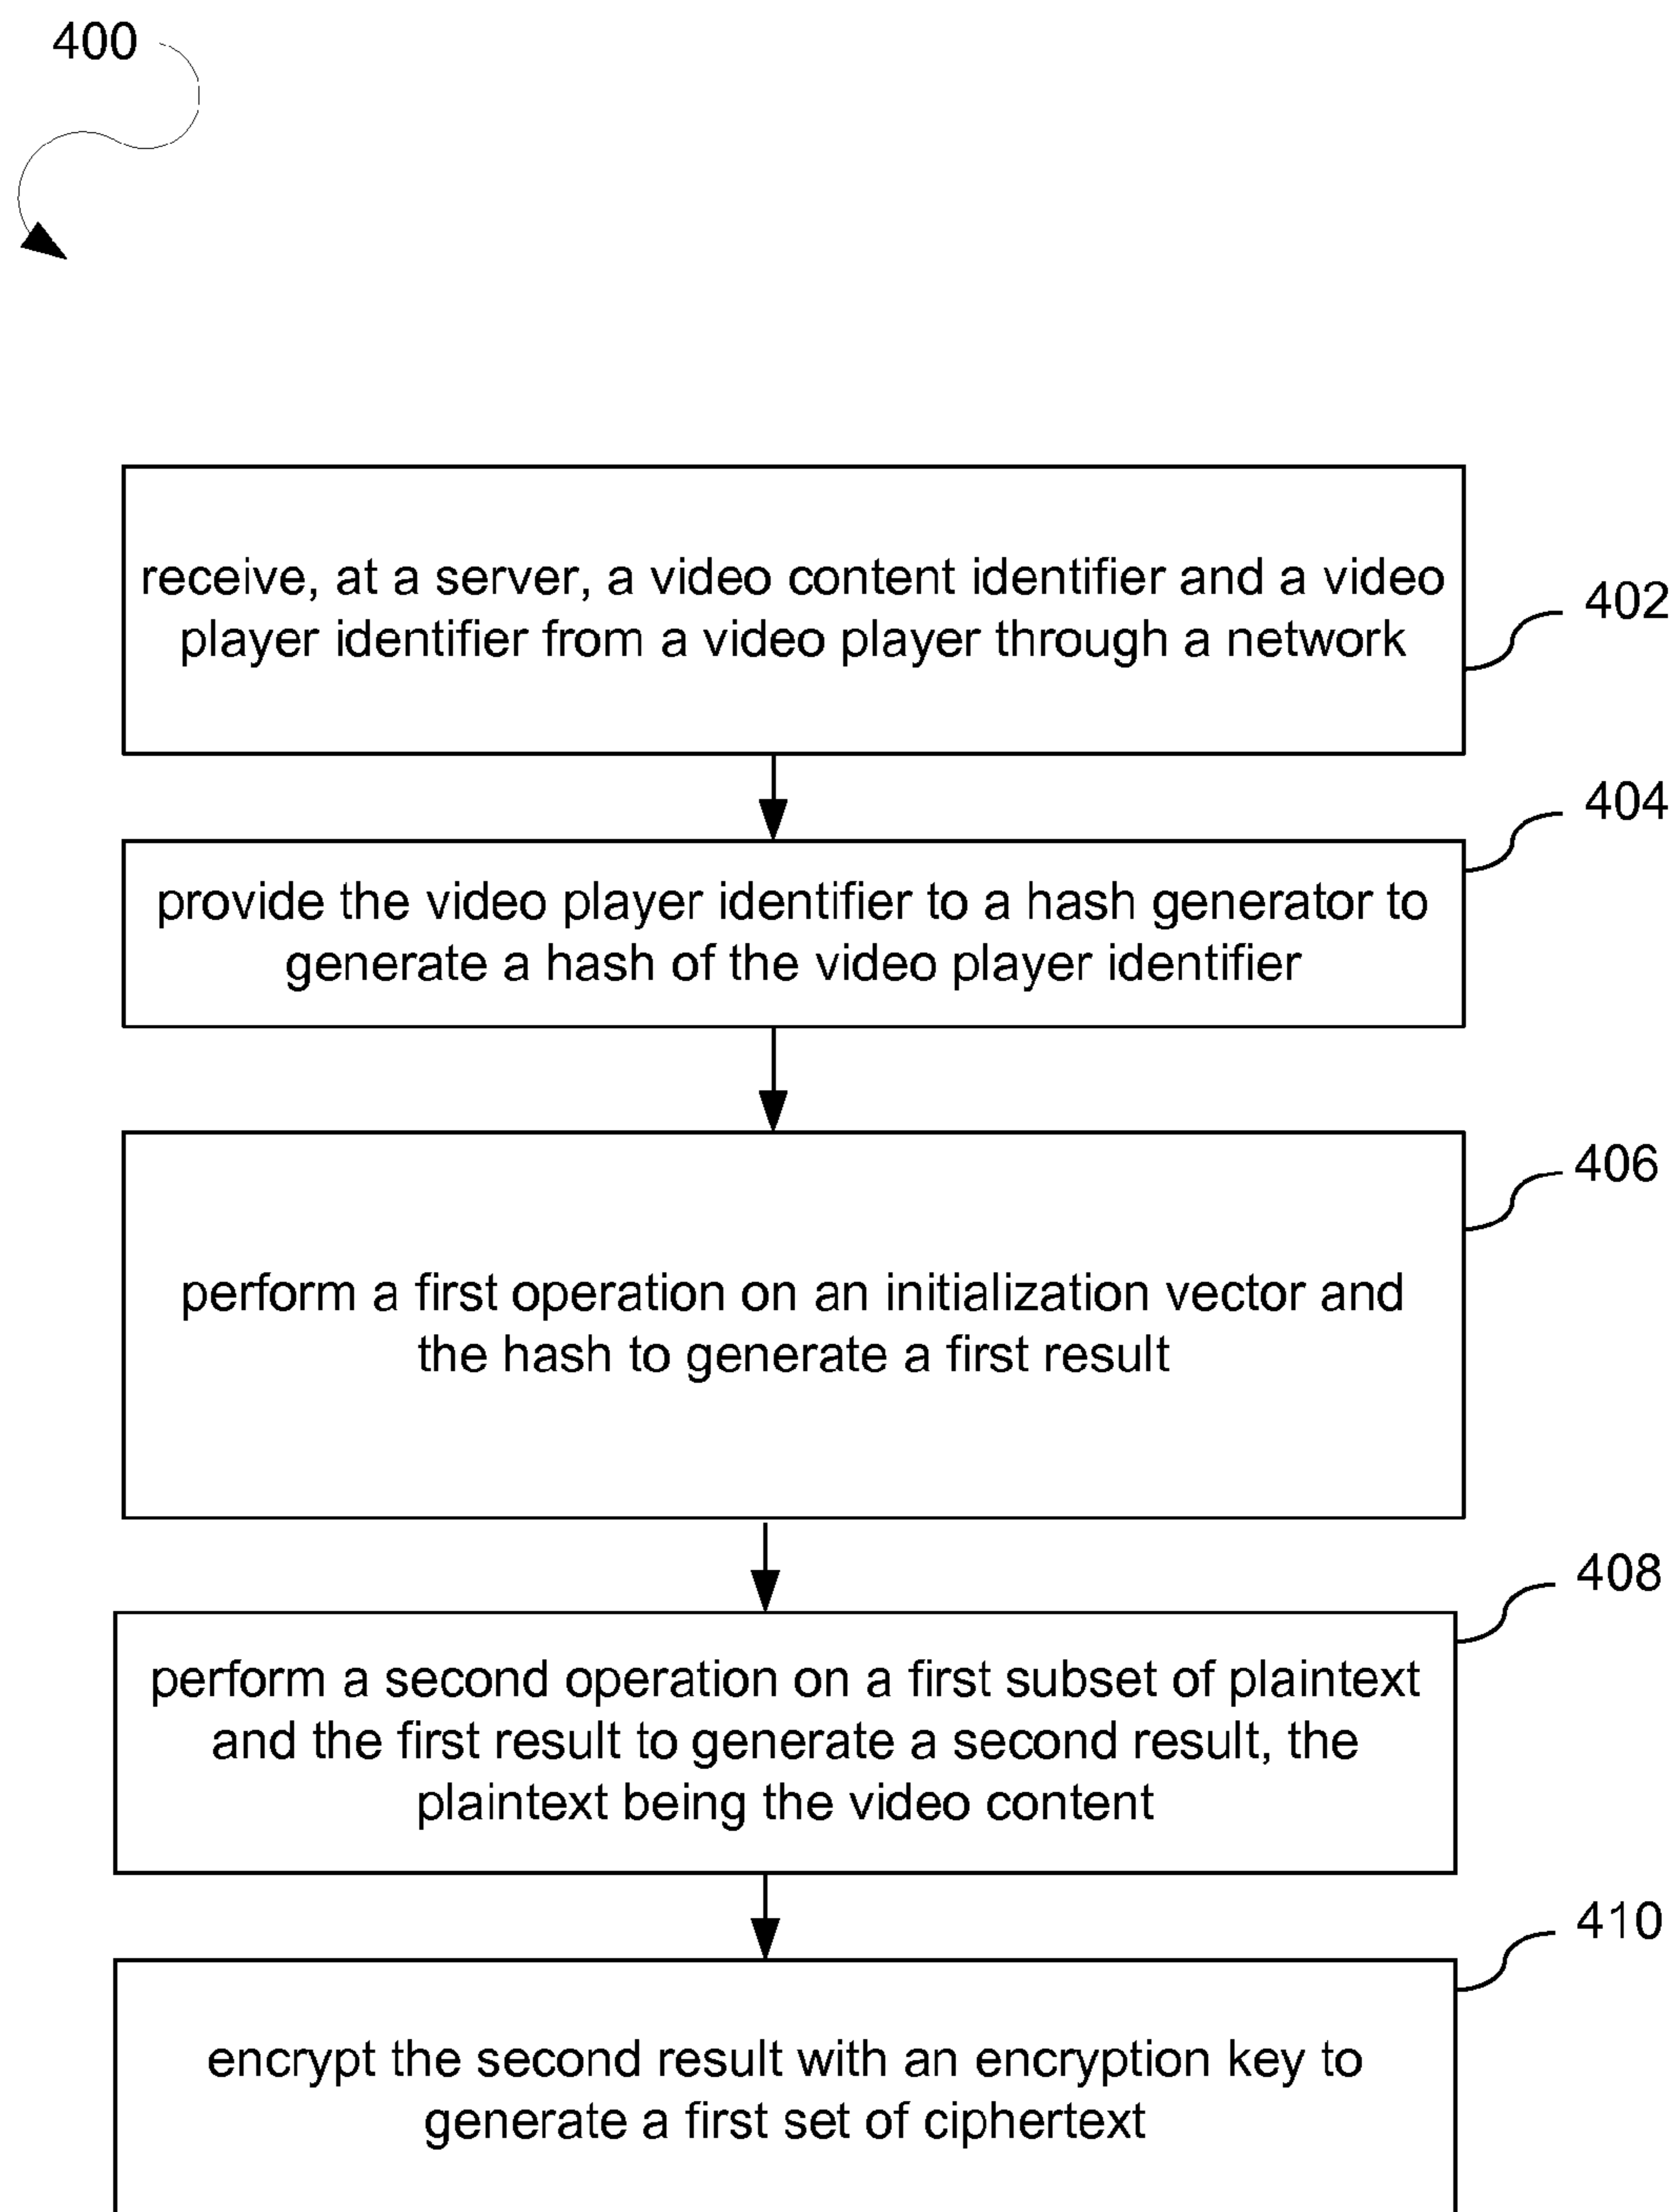 400
receive, at a server, a video content identifier and a video
player identifier from a video player through a network
402
404
provide the video player identifier to a hash generator to
generate a hash of the video player identifier
406
perform a first operation on an initialization vector and
the hash to generate a first result
408
perform a second operation on a first subset of plaintext
and the first result to generate a second result, the
plaintext being the video content
410
encrypt the second result with an encryption key to
generate a first set of ciphertext